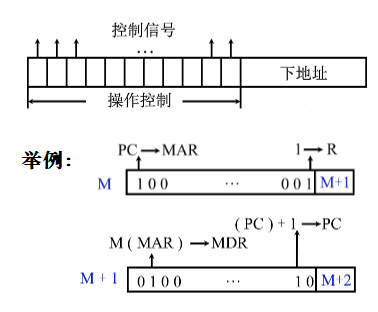 控制信号
…
下地址
操作控制
举例:
PC→MAR 1→R
M 1 0 0 … 0 0 1 M+1
( PC ) + 1 →PC
M ( MAR ) → MDR
M + 1 0 1 0 0 … 1 0 M+2